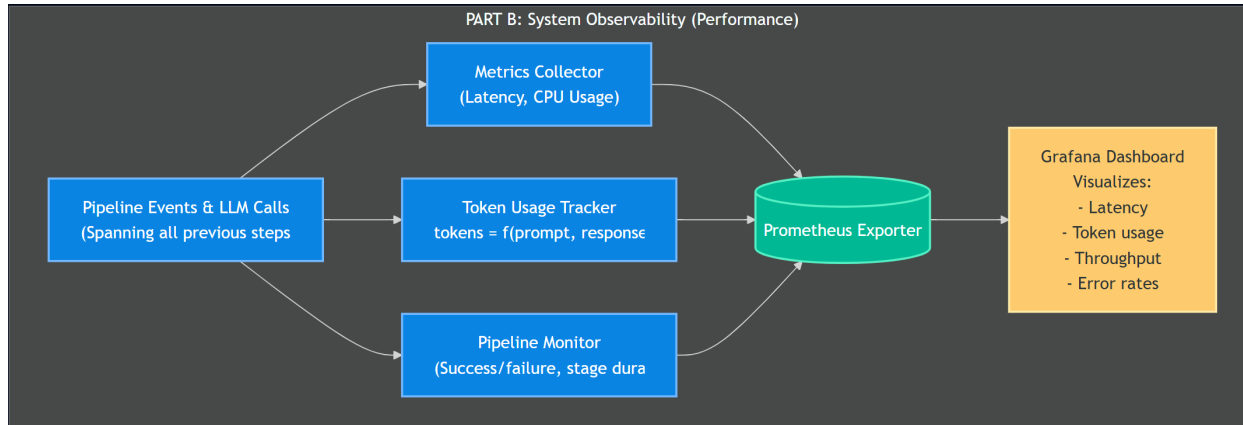 PART B: System Observability (Performance)
Metrics Collector
(Latency, CPU Usage)
Pipeline Events & LLM Calls
(Spanning all previous steps
Token Usage Tracker
tokens = f(prompt, response
Pipeline Monitor
(Success/failure, stage dura
Prometheus Exporter
Grafana Dashboard
Visualizes:
- Latency
- Token usage
- Throughput
- Error rates